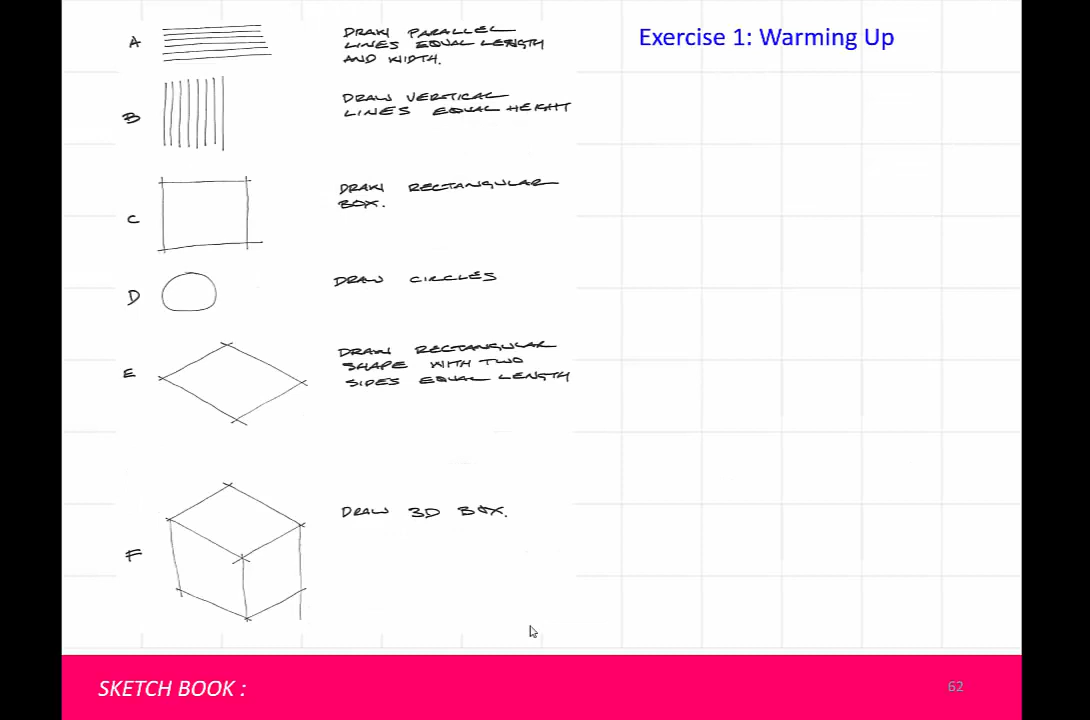 Exercise 1: Warming Up
A
DRAW PARALLEL
LINES EQUAL LENGTH
AND WIDTH.
B
DRAW VERTICAL
LINES EQUAL HEIGHT
C
DRAW RECTANGULAR
BOX.
D
DRAW CIRCLES
E
DRAW RECTANGULAR
SHAPE WITH TWO
SIDES EQUAL LENGTH
F
DRAW 3D BOX.
SKETCH BOOK :
62